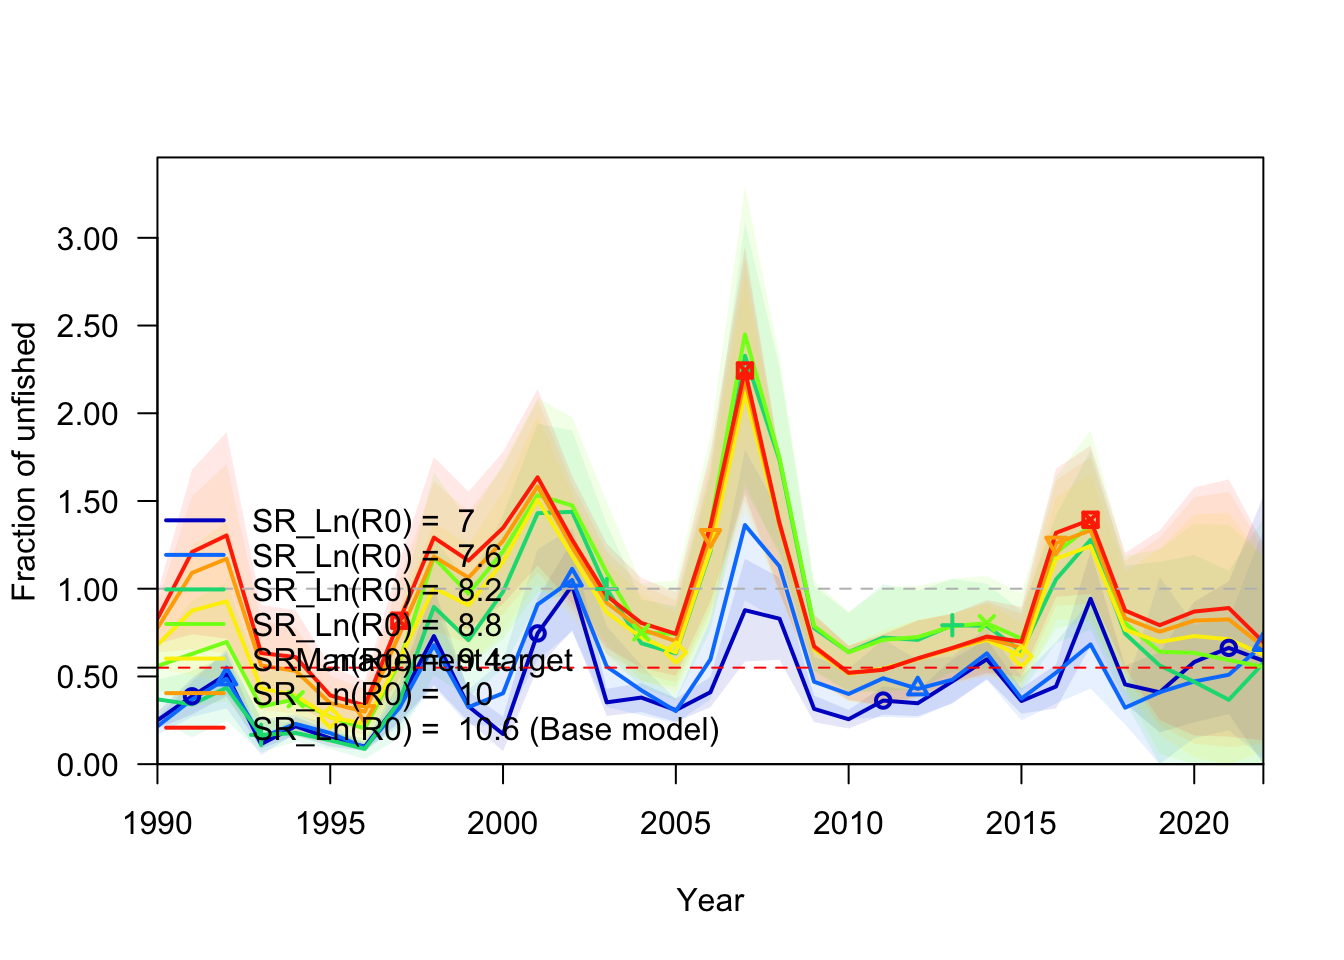 Fraction of unfished
3.00
2.50
2.00
1.50
1.00
0.50
0.00
SR_Ln(R0) = 7
SR_Ln(R0) = 7.6
SR_Ln(R0) = 8.2
SR_Ln(R0) = 8.8
SR_Ln(R0) = 9.4
Management target
SR_Ln(R0) = 10
SR_Ln(R0) = 10.6 (Base model)
1990 1995 2000 2005 2010 2015 2020
Year